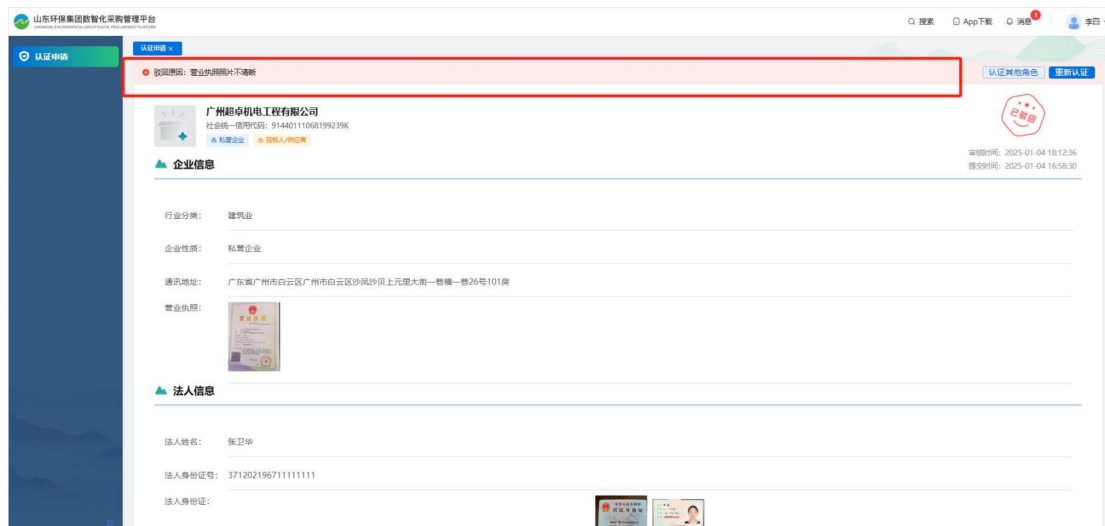 山东环保集团数智化采购管理平台
搜索 App下载 消息 1 李四
认证申请
认证申请 ×
驳回原因：营业执照照片不清晰
认证其他角色 重新认证
广州超卓机电工程有限公司
社会统一信用代码：91440111068199239K
私营企业 投标人/供应商
已驳回
审核时间：2025-01-04 18:12:36
提交时间：2025-01-04 16:58:30
企业信息
行业分类： 建筑业
企业性质： 私营企业
通讯地址： 广东省广州市白云区广州市白云区沙凤沙贝上元里大街一巷横一巷26号101房
营业执照：
营业执照
法人信息
法人姓名： 张卫华
法人身份证号： 371202196711111111
法人身份证：